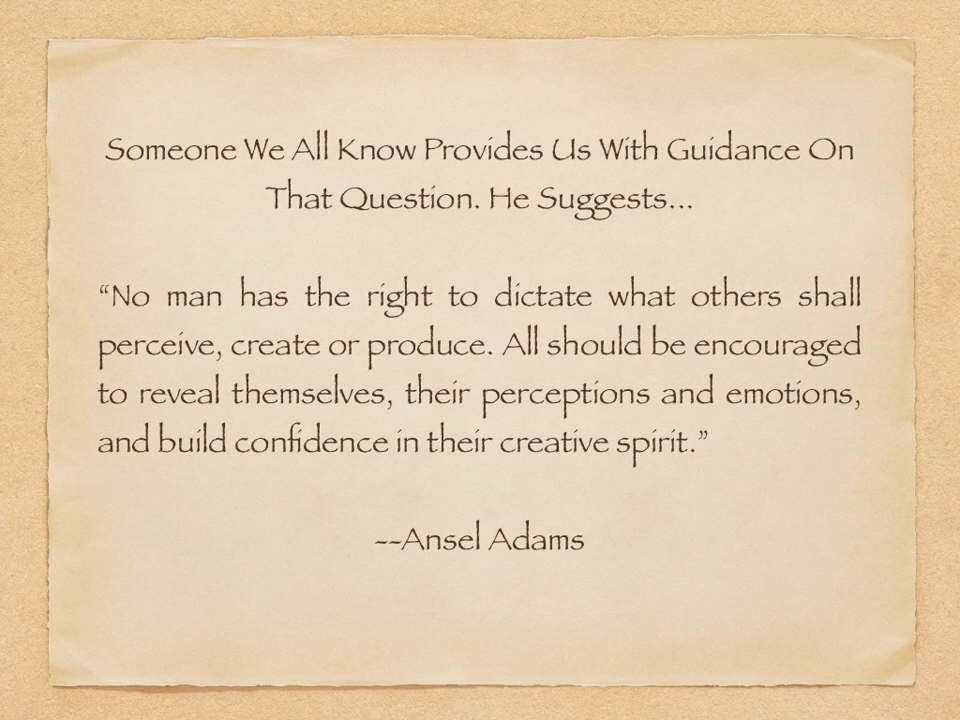 Someone We All Know Provides Us With Guidance On
That Question. He Suggests...
“No man has the right to dictate what others shall
perceive, create or produce. All should be encouraged
to reveal themselves, their perceptions and emotions,
and build confidence in their creative spirit.”
--Ansel Adams